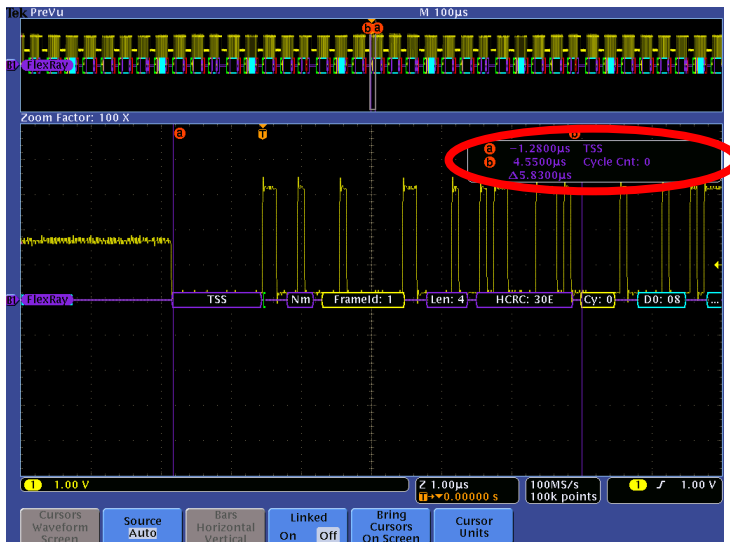 Tek PreVu M 100µs
b a
B1 FlexRay
Zoom Factor: 100 X
a T b
a −1.2800µs TSS
b 4.5500µs Cycle Cnt: 0
Δ5.8300µs
B1 FlexRay TSS Nm FrameId: 1 Len: 4 HCRC: 30E Cy: 0 D0: 08 ...
1 1.00 V Z 1.00µs 100MS/s 1 1.00 V
T→▼0.00000 s 100k points
Cursors
Waveform
Screen
Source
Auto
Bars
Horizontal
Vertical
Linked
On Off
Bring
Cursors
On Screen
Cursor
Units